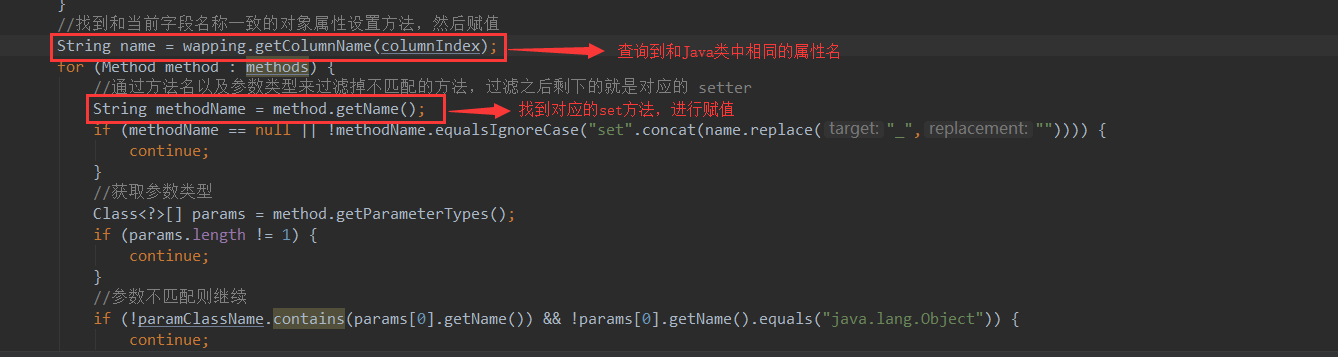 }
//找到和当前字段名称一致的对象属性设置方法，然后赋值
String name = wapping.getColumnName(columnIndex); 查询到和Java类中相同的属性名
for (Method method : methods) {
//通过方法名以及参数类型来过滤掉不匹配的方法，过滤之后剩下的就是对应的 setter
String methodName = method.getName(); 找到对应的set方法，进行赋值
if (methodName == null || !methodName.equalsIgnoreCase("set".concat(name.replace( target: "_", replacement: "")))) {
continue;
}
//获取参数类型
Class<?>[] params = method.getParameterTypes();
if (params.length != 1) {
continue;
}
//参数不匹配则继续
if (!paramClassName.contains(params[0].getName()) && !params[0].getName().equals("java.lang.Object")) {
continue;